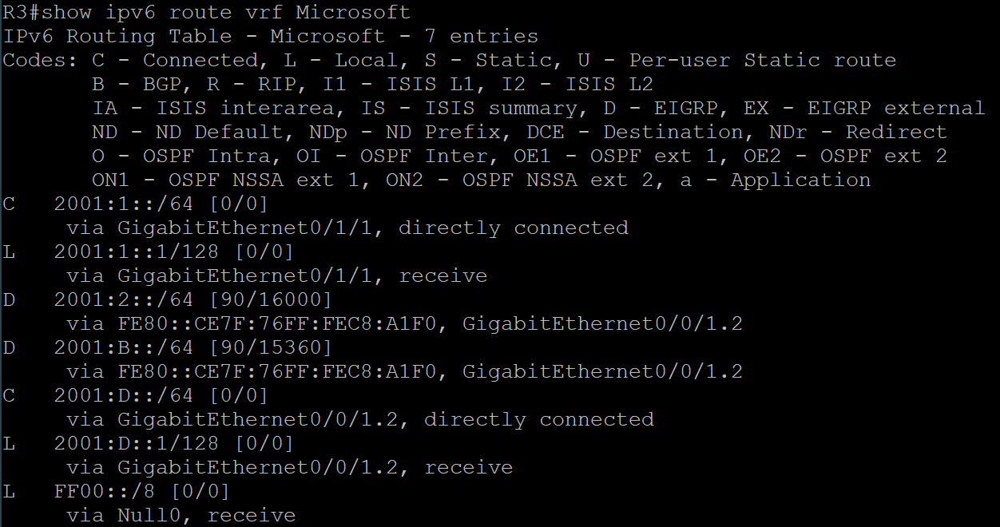 R3#show ipv6 route vrf Microsoft
IPv6 Routing Table - Microsoft - 7 entries
Codes: C - Connected, L - Local, S - Static, U - Per-user Static route
       B - BGP, R - RIP, I1 - ISIS L1, I2 - ISIS L2
       IA - ISIS interarea, IS - ISIS summary, D - EIGRP, EX - EIGRP external
       ND - ND Default, NDp - ND Prefix, DCE - Destination, NDr - Redirect
       O - OSPF Intra, OI - OSPF Inter, OE1 - OSPF ext 1, OE2 - OSPF ext 2
       ON1 - OSPF NSSA ext 1, ON2 - OSPF NSSA ext 2, a - Application
C   2001:1::/64 [0/0]
     via GigabitEthernet0/1/1, directly connected
L   2001:1::1/128 [0/0]
     via GigabitEthernet0/1/1, receive
D   2001:2::/64 [90/16000]
     via FE80::CE7F:76FF:FEC8:A1F0, GigabitEthernet0/0/1.2
D   2001:B::/64 [90/15360]
     via FE80::CE7F:76FF:FEC8:A1F0, GigabitEthernet0/0/1.2
C   2001:D::/64 [0/0]
     via GigabitEthernet0/0/1.2, directly connected
L   2001:D::1/128 [0/0]
     via GigabitEthernet0/0/1.2, receive
L   FF00::/8 [0/0]
     via Null0, receive